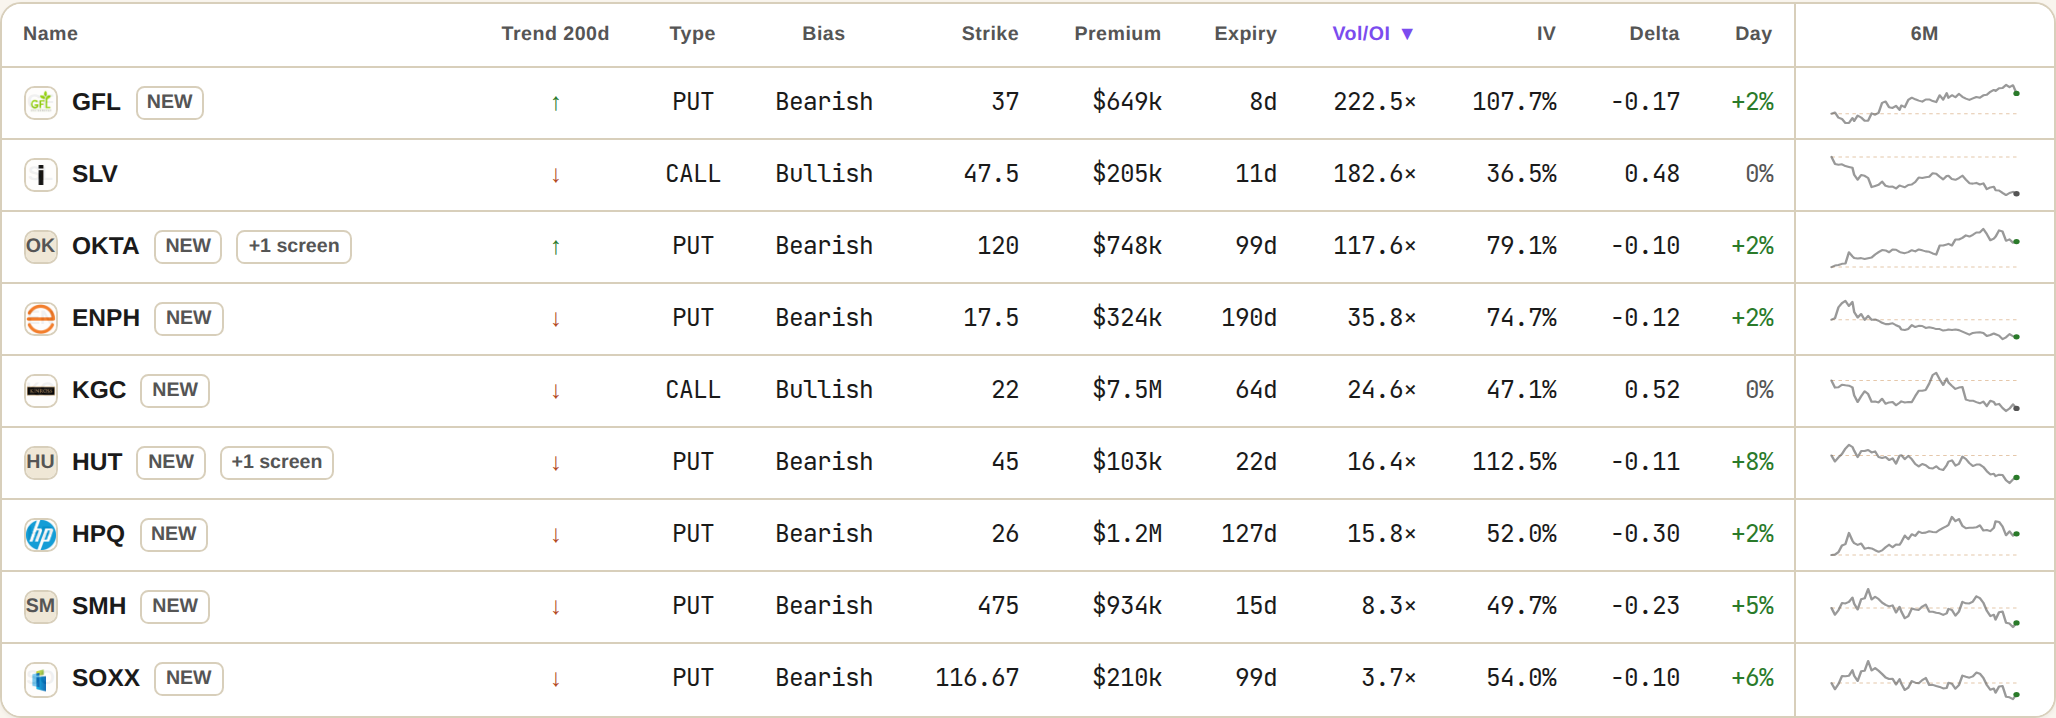 Name Trend 200d Type Bias Strike Premium Expiry Vol/OI ▼ IV Delta Day 6M
GFL GFL NEW ↑ PUT Bearish 37 $649k 8d 222.5× 107.7% -0.17 +2%
i SLV ↓ CALL Bullish 47.5 $205k 11d 182.6× 36.5% 0.48 0%
OK OKTA NEW +1 screen ↑ PUT Bearish 120 $748k 99d 117.6× 79.1% -0.10 +2%
ENPH NEW ↓ PUT Bearish 17.5 $324k 190d 35.8× 74.7% -0.12 +2%
KGC NEW ↓ CALL Bullish 22 $7.5M 64d 24.6× 47.1% 0.52 0%
HU HUT NEW +1 screen ↓ PUT Bearish 45 $103k 22d 16.4× 112.5% -0.11 +8%
hp HPQ NEW ↓ PUT Bearish 26 $1.2M 127d 15.8× 52.0% -0.30 +2%
SM SMH NEW ↓ PUT Bearish 475 $934k 15d 8.3× 49.7% -0.23 +5%
SOXX NEW ↓ PUT Bearish 116.67 $210k 99d 3.7× 54.0% -0.10 +6%